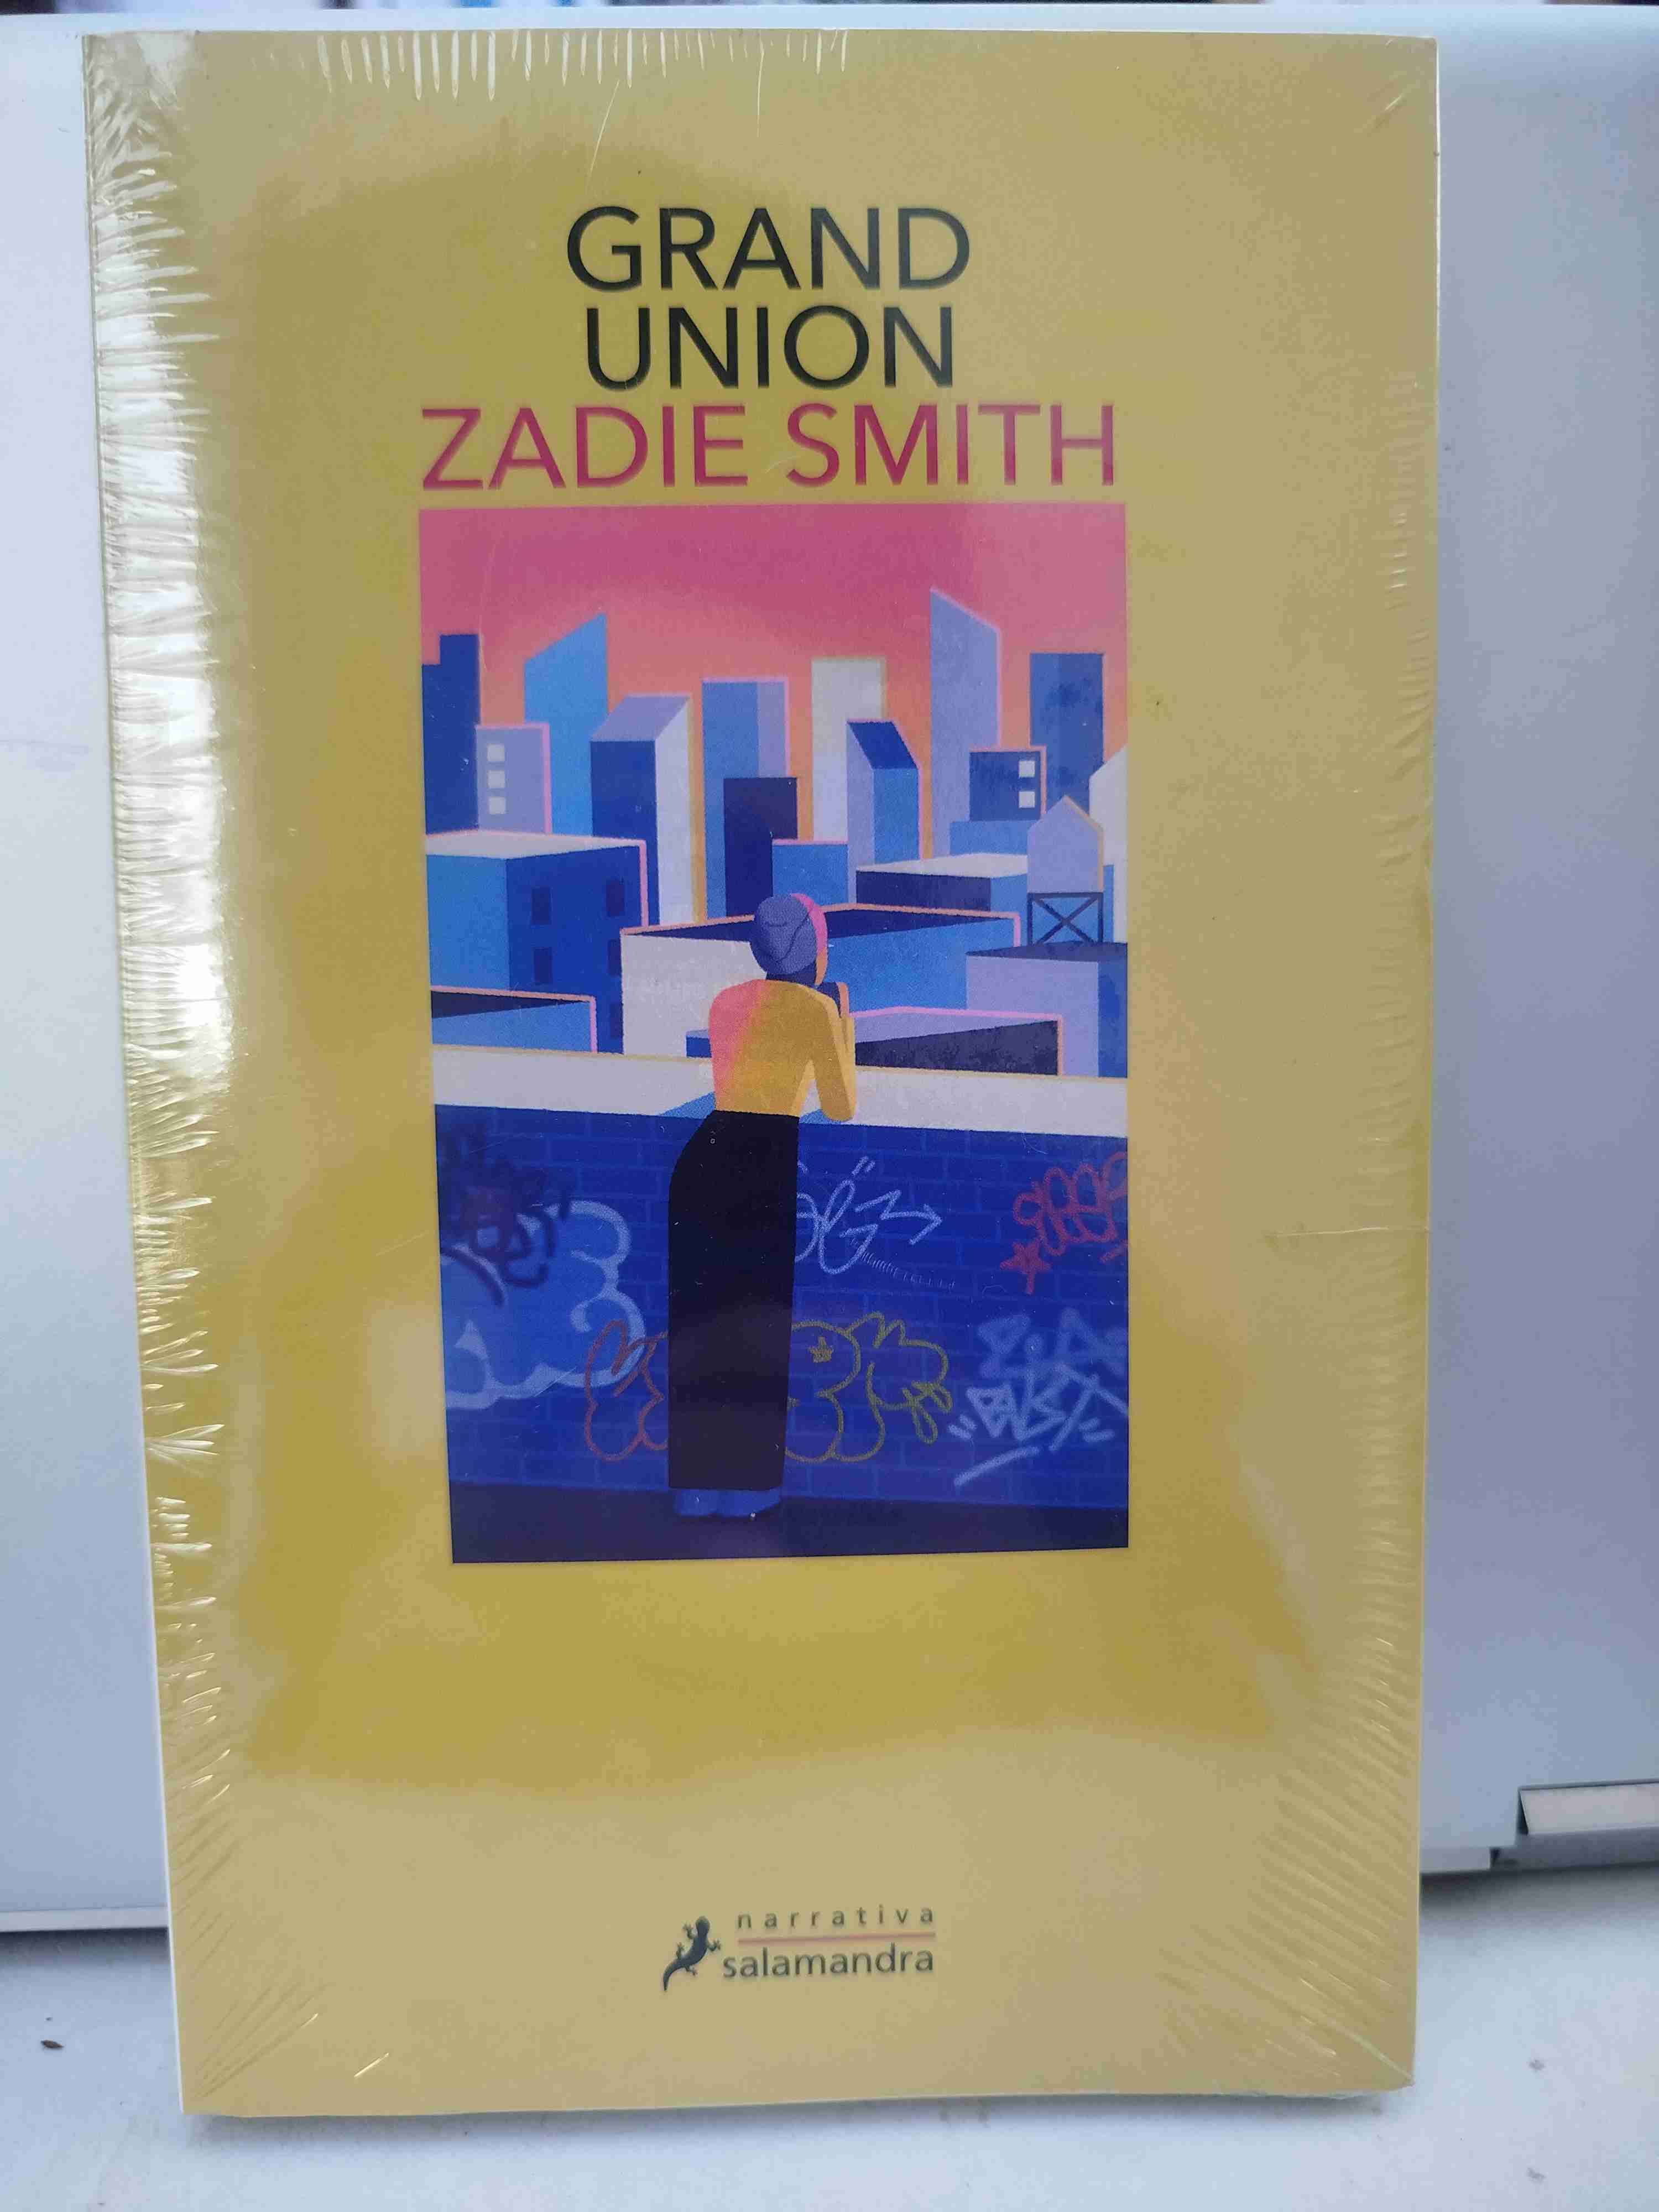 GRAND
UNION
ZADIE SMITH
narrativa
salamandra